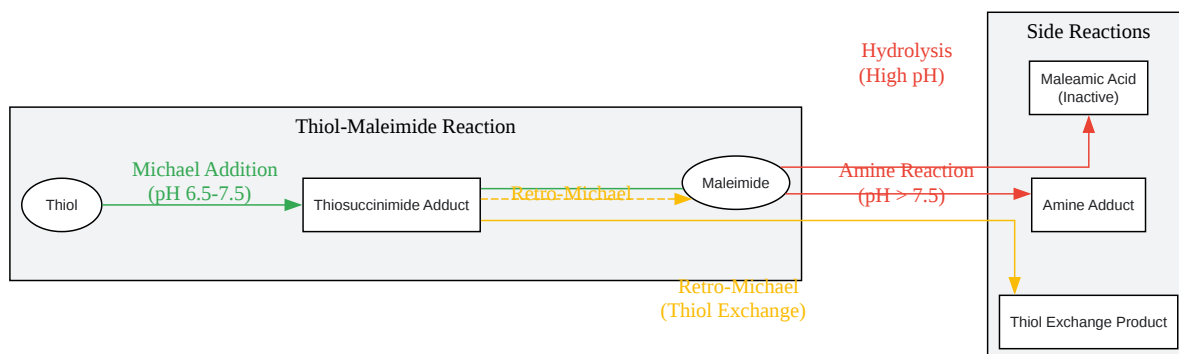 Side Reactions
Hydrolysis
(High pH)
Maleamic Acid
(Inactive)
Thiol-Maleimide Reaction
Michael Addition
(pH 6.5-7.5)
Thiol
Thiosuccinimide Adduct
Retro-Michael
Maleimide
Amine Reaction
(pH > 7.5)
Amine Adduct
Retro-Michael
(Thiol Exchange)
Thiol Exchange Product